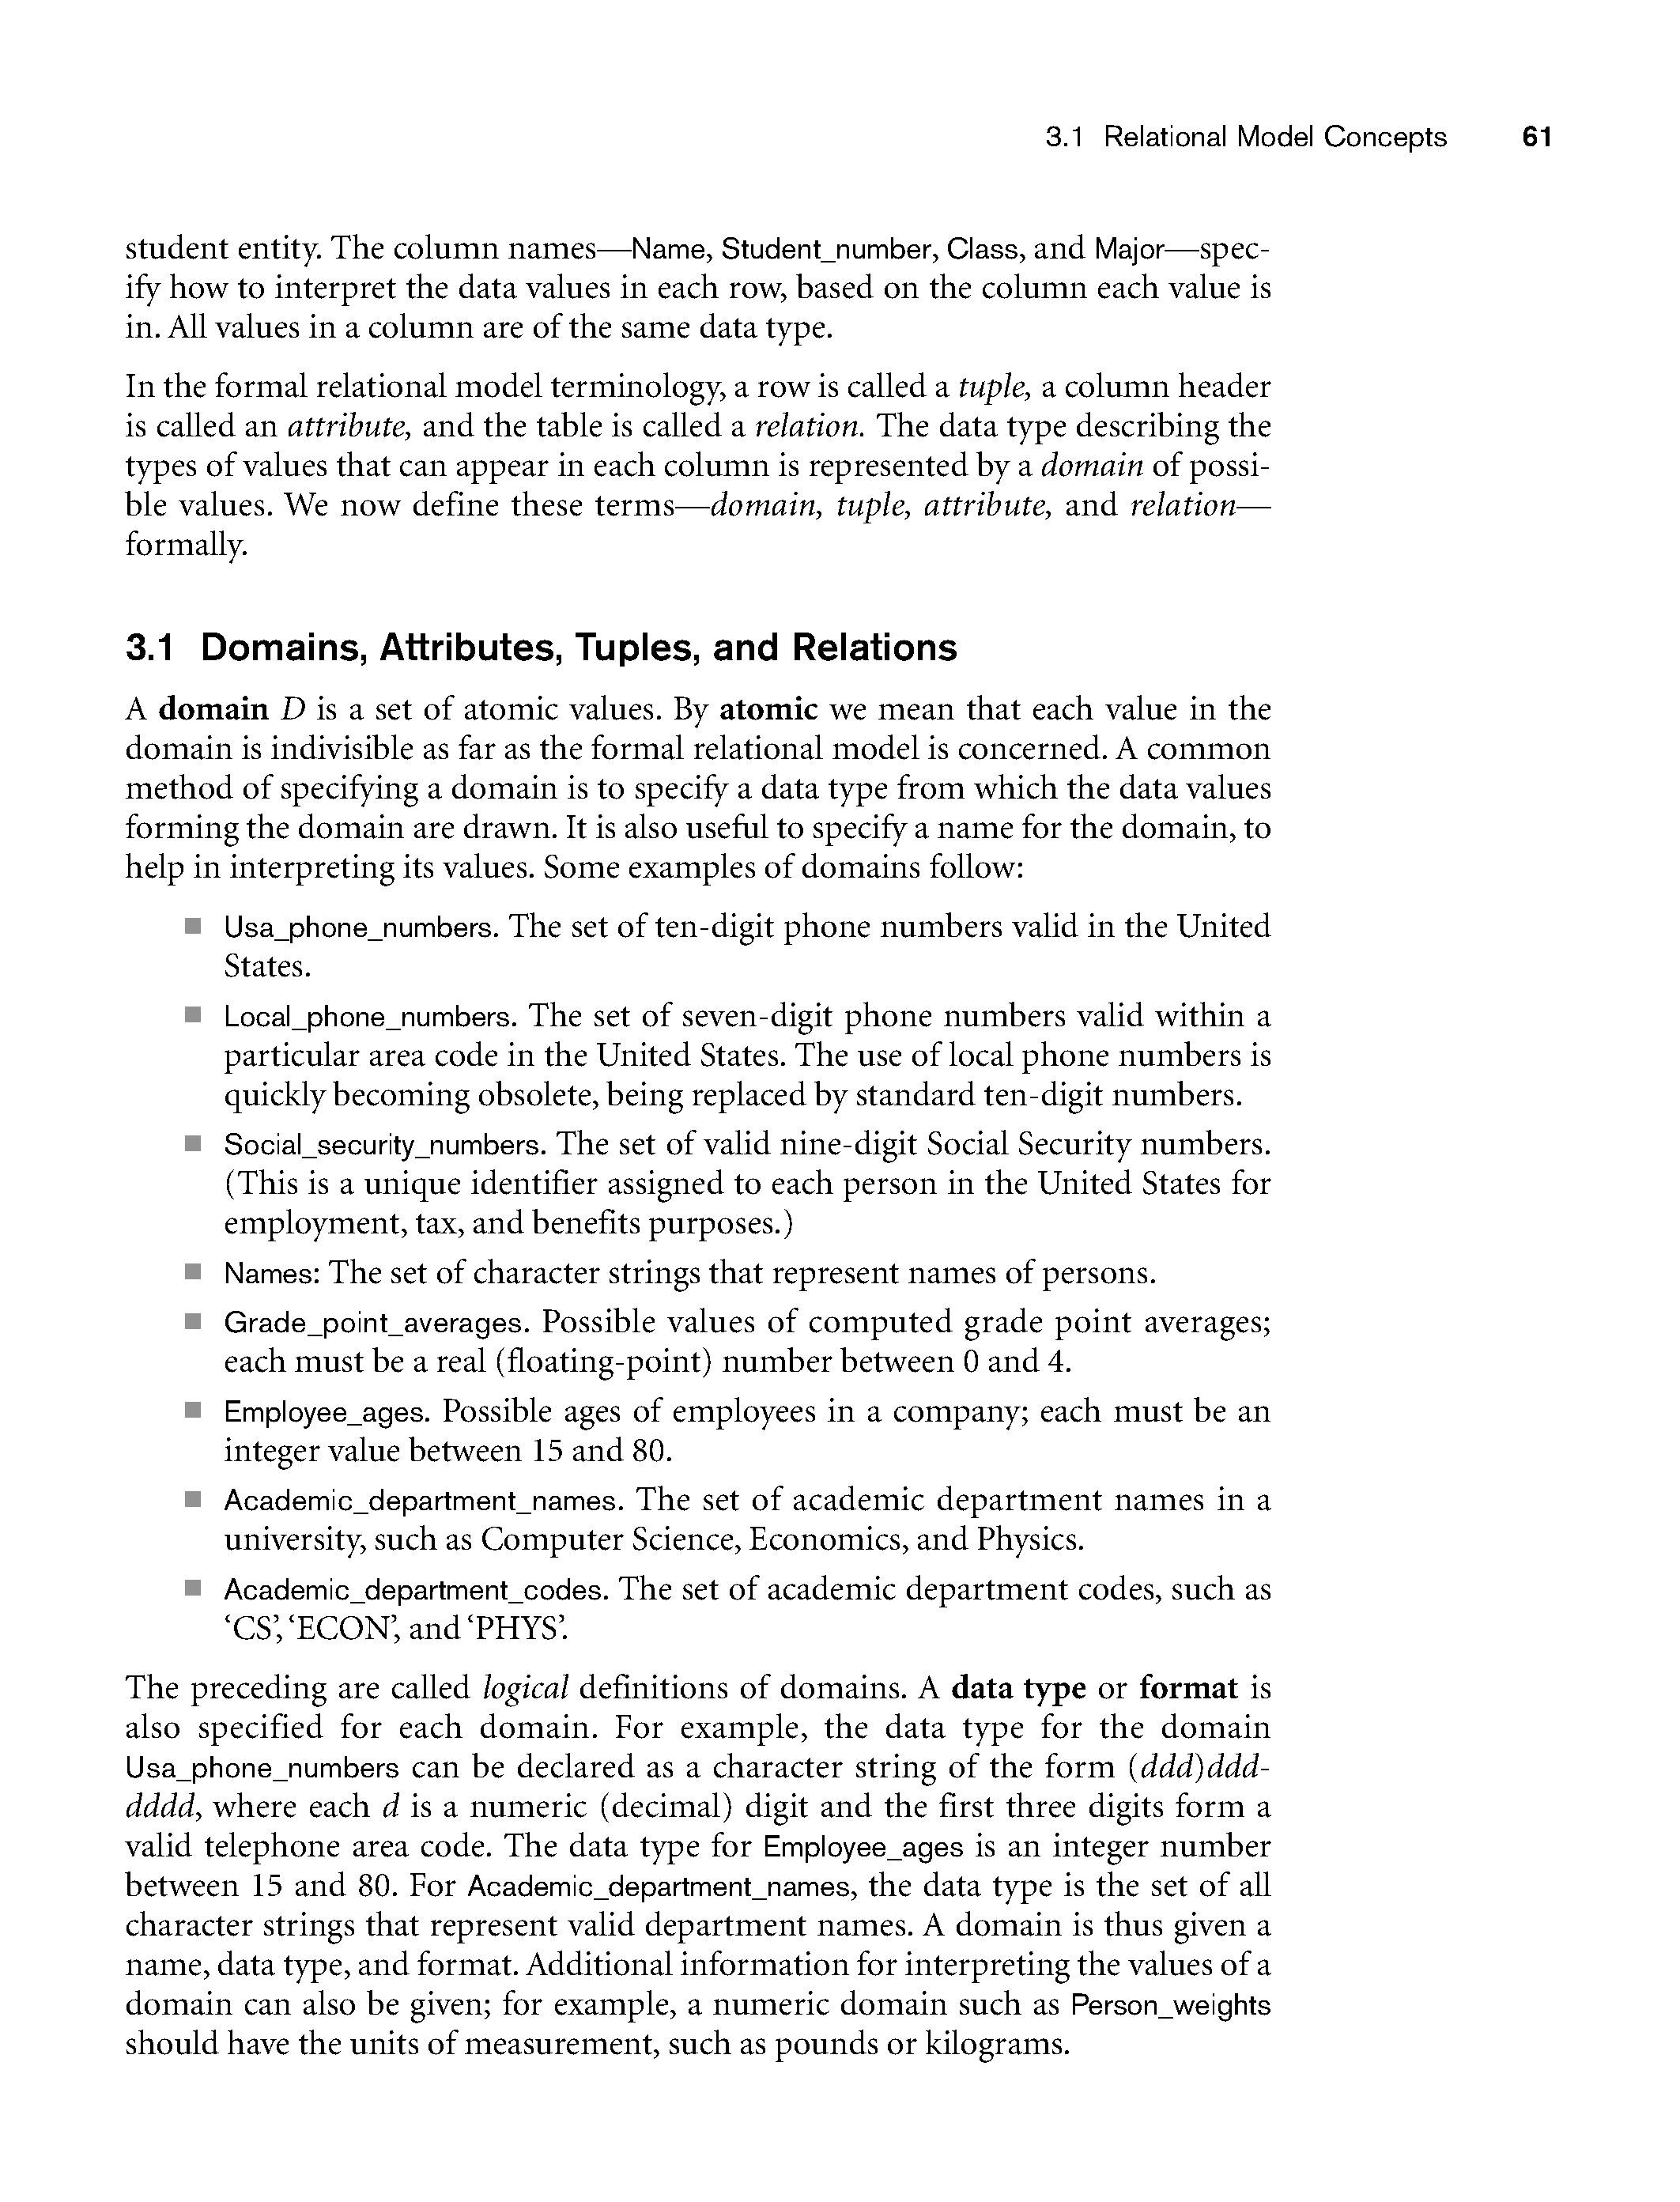 3.1 Relational Model Concepts 61
student entity. The column names—Name, Student_number, Class, and Major—spec-
ify how to interpret the data values in each row, based on the column each value is
in. All values in a column are of the same data type.
In the formal relational model terminology, a row is called a tuple, a column header
is called an attribute, and the table is called a relation. The data type describing the
types of values that can appear in each column is represented by a domain of possi-
ble values. We now define these terms—domain, tuple, attribute, and relation—
formally.
3.1 Domains, Attributes, Tuples, and Relations
A domain D is a set of atomic values. By atomic we mean that each value in the
domain is indivisible as far as the formal relational model is concerned. A common
method of specifying a domain is to specify a data type from which the data values
forming the domain are drawn. It is also useful to specify a name for the domain, to
help in interpreting its values. Some examples of domains follow:
■ Usa_phone_numbers. The set of ten-digit phone numbers valid in the United
States.
■ Local_phone_numbers. The set of seven-digit phone numbers valid within a
particular area code in the United States. The use of local phone numbers is
quickly becoming obsolete, being replaced by standard ten-digit numbers.
■ Social_security_numbers. The set of valid nine-digit Social Security numbers.
(This is a unique identifier assigned to each person in the United States for
employment, tax, and benefits purposes.)
■ Names: The set of character strings that represent names of persons.
■ Grade_point_averages. Possible values of computed grade point averages;
each must be a real (floating-point) number between 0 and 4.
■ Employee_ages. Possible ages of employees in a company; each must be an
integer value between 15 and 80.
■ Academic_department_names. The set of academic department names in a
university, such as Computer Science, Economics, and Physics.
■ Academic_department_codes. The set of academic department codes, such as
‘CS’, ‘ECON’, and ‘PHYS’.
The preceding are called logical definitions of domains. A data type or format is
also specified for each domain. For example, the data type for the domain
Usa_phone_numbers can be declared as a character string of the form (ddd)ddd-
dddd, where each d is a numeric (decimal) digit and the first three digits form a
valid telephone area code. The data type for Employee_ages is an integer number
between 15 and 80. For Academic_department_names, the data type is the set of all
character strings that represent valid department names. A domain is thus given a
name, data type, and format. Additional information for interpreting the values of a
domain can also be given; for example, a numeric domain such as Person_weights
should have the units of measurement, such as pounds or kilograms.